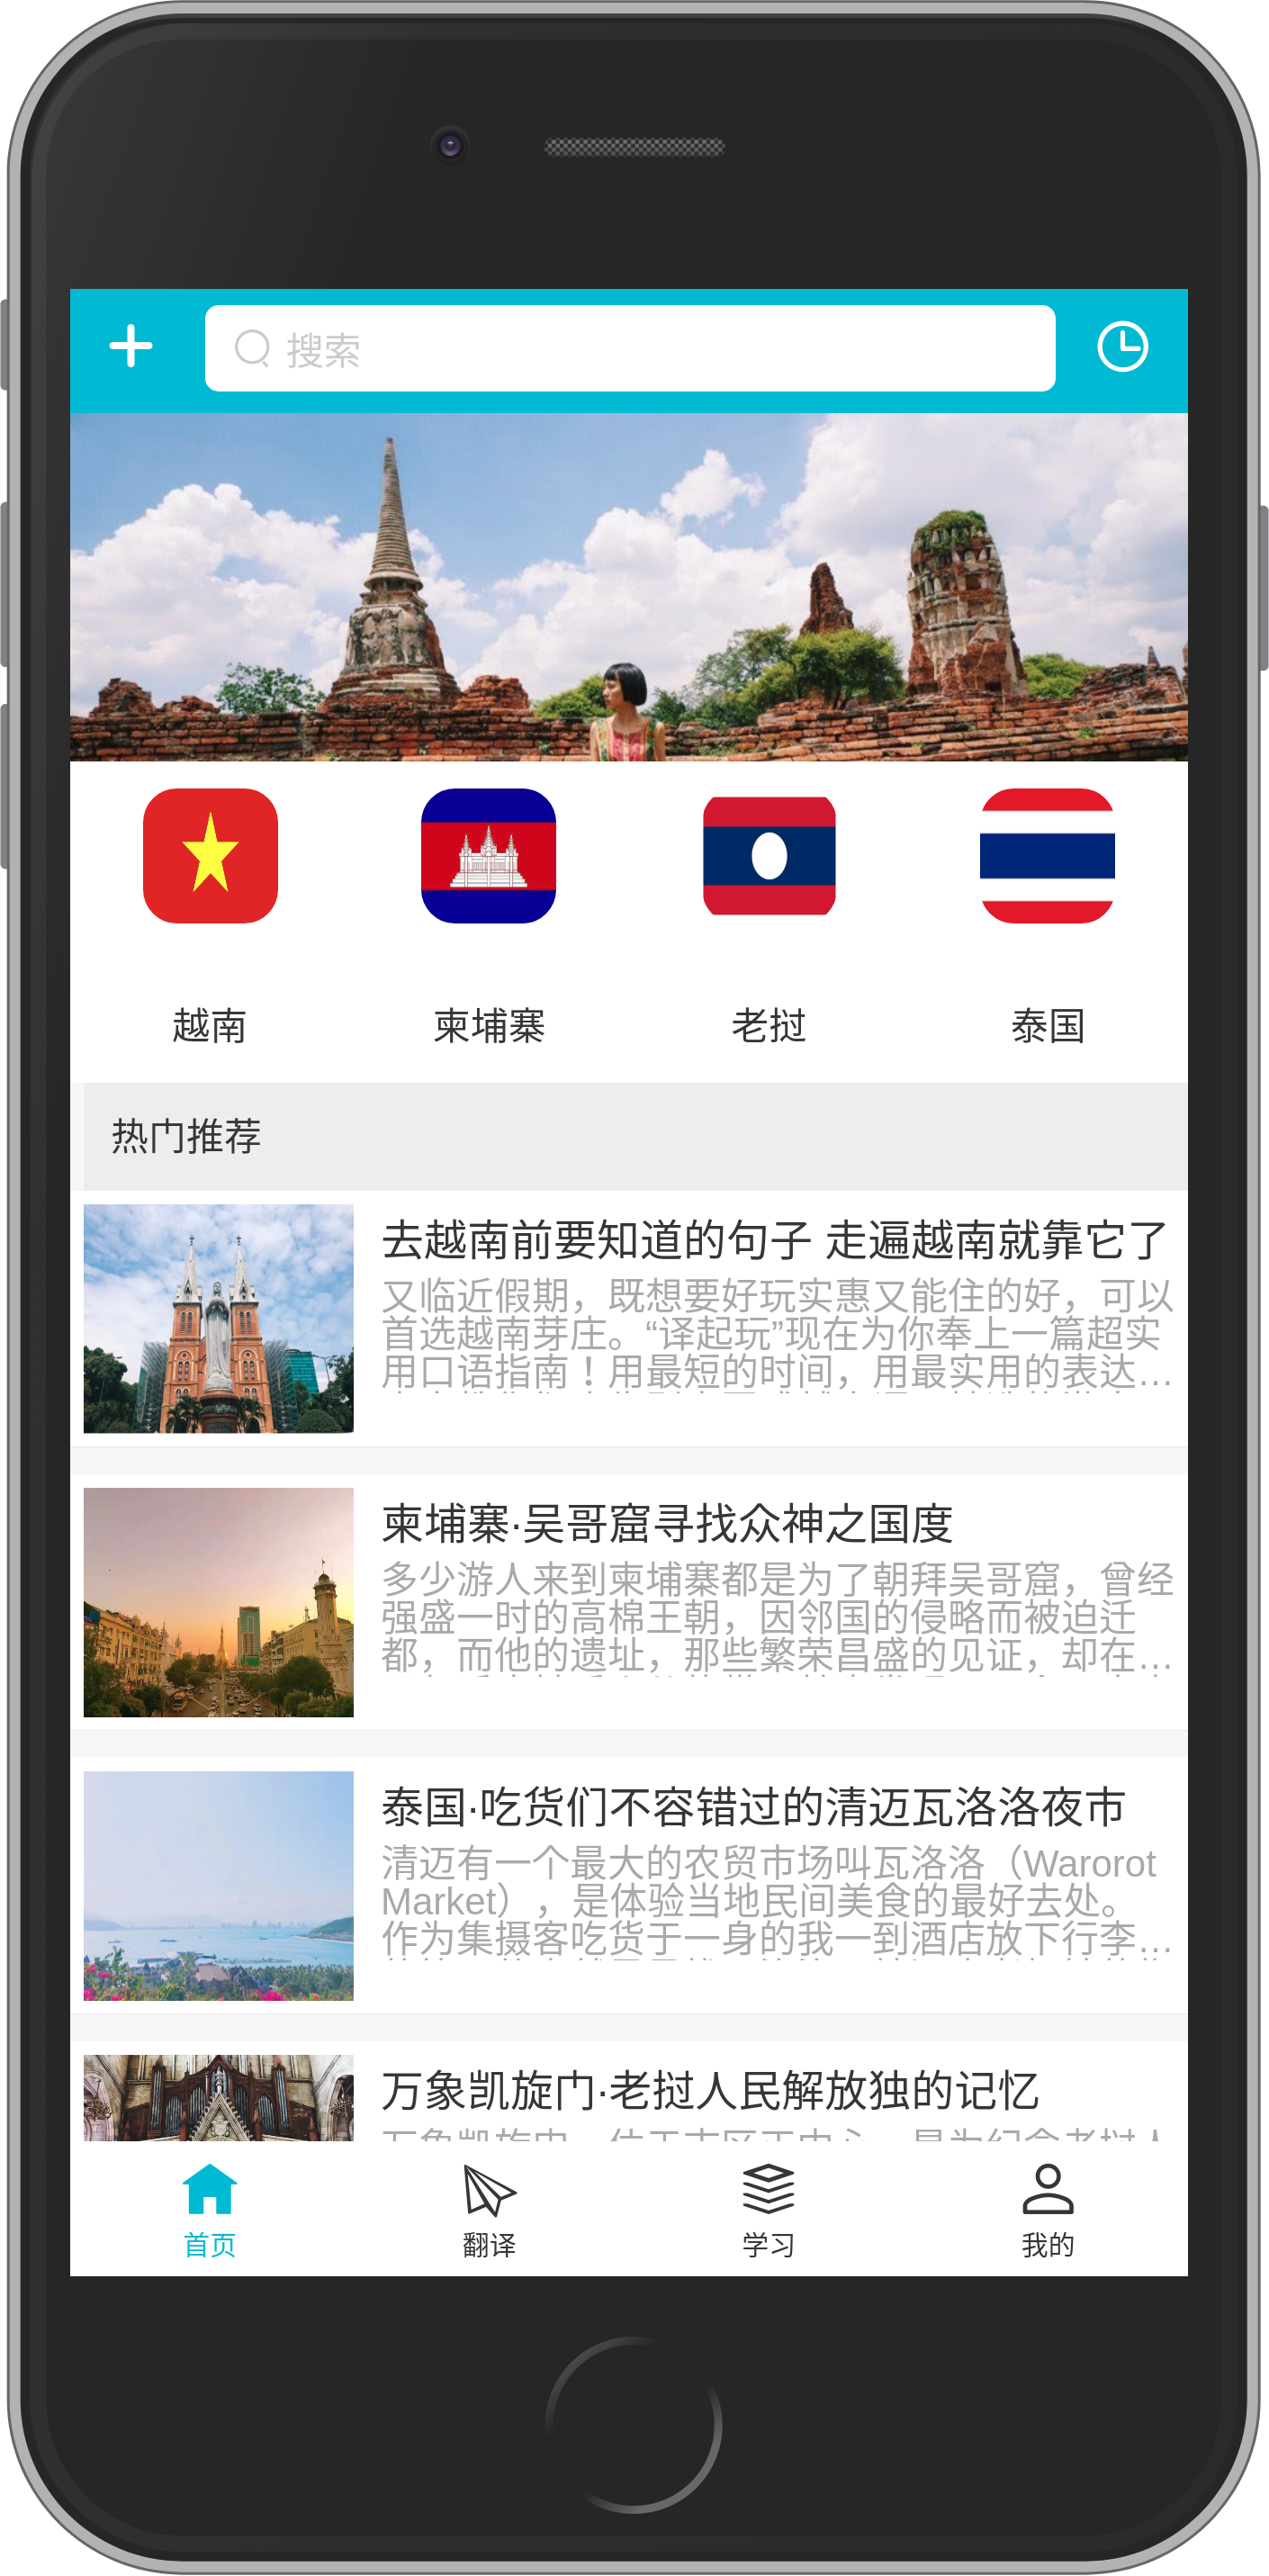 搜索
越南
柬埔寨
老挝
泰国
热门推荐
去越南前要知道的句子 走遍越南就靠它了
又临近假期，既想要好玩实惠又能住的好，可以
首选越南芽庄。“译起玩”现在为你奉上一篇超实
用口语指南！用最短的时间，用最实用的表达…
柬埔寨·吴哥窟寻找众神之国度
多少游人来到柬埔寨都是为了朝拜吴哥窟，曾经
强盛一时的高棉王朝，因邻国的侵略而被迫迁
都，而他的遗址，那些繁荣昌盛的见证，却在…
泰国·吃货们不容错过的清迈瓦洛洛夜市
清迈有一个最大的农贸市场叫瓦洛洛（Warorot
Market），是体验当地民间美食的最好去处。
作为集摄客吃货于一身的我一到酒店放下行李…
万象凯旋门·老挝人民解放独的记忆
首页
翻译
学习
我的